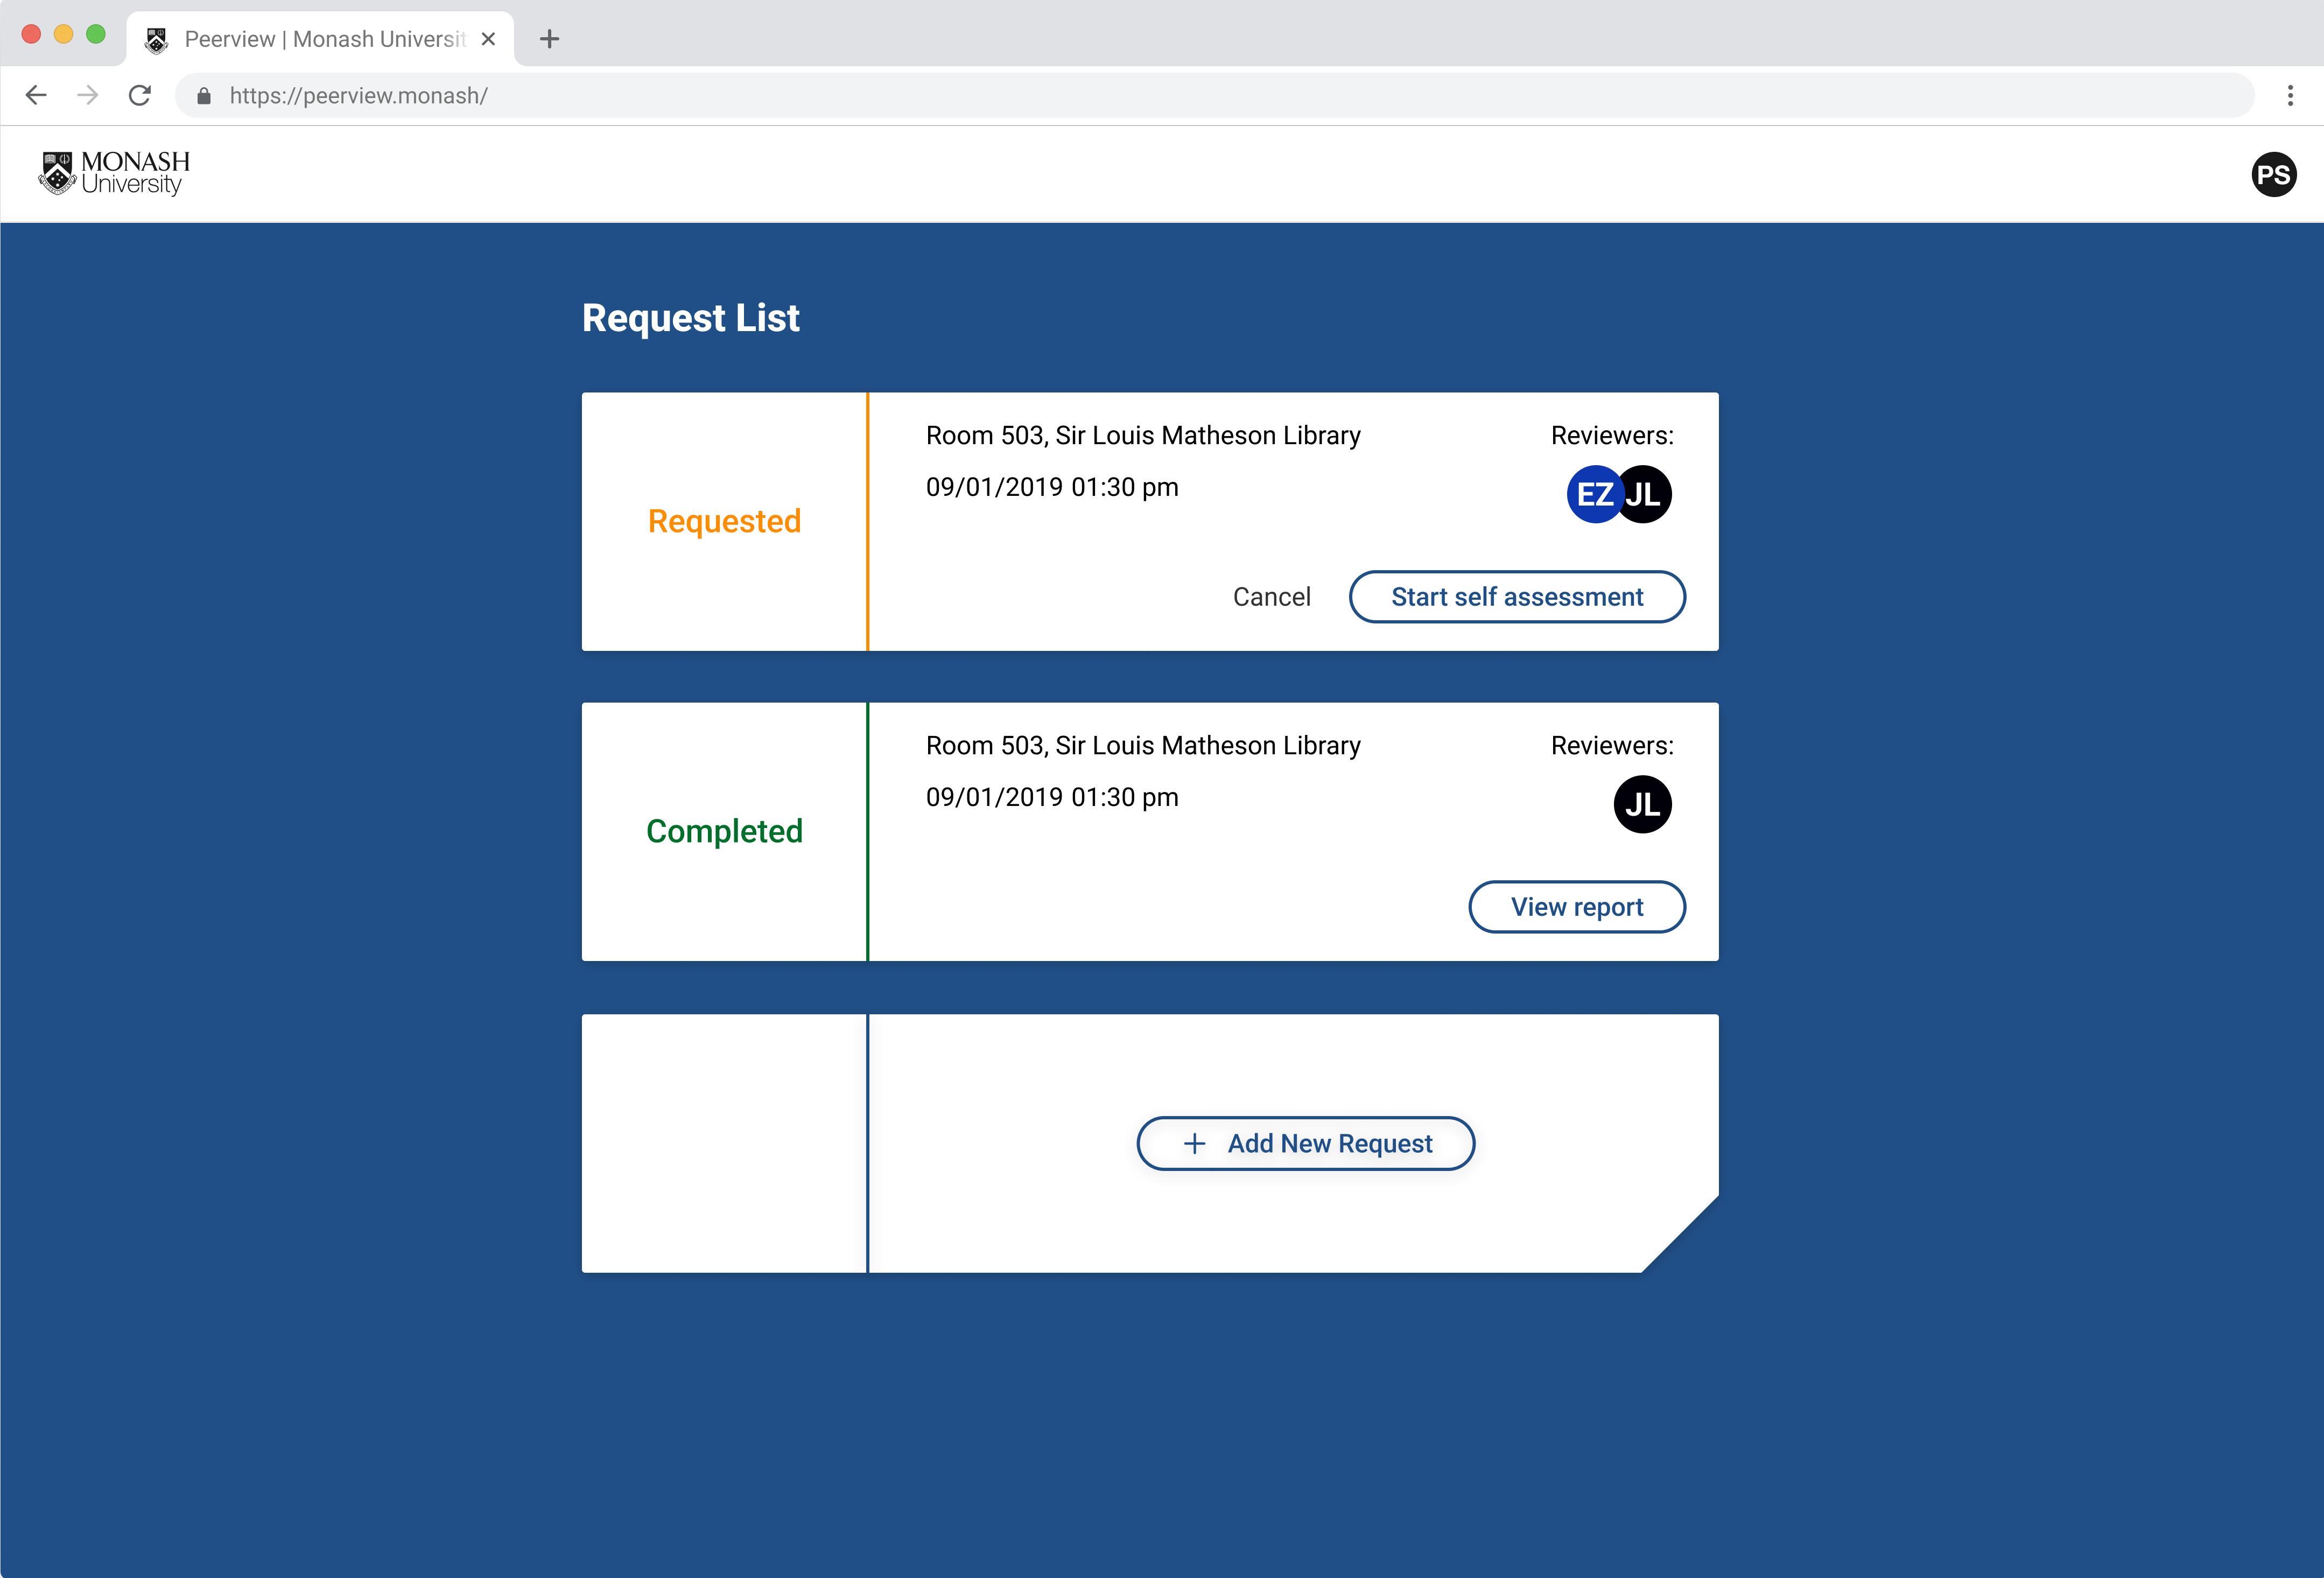 Peerview | Monash Universit
https://peerview.monash/
MONASH
University
PS
Request List
Requested
Room 503, Sir Louis Matheson Library
09/01/2019 01:30 pm
Reviewers:
EZ JL
Cancel
Start self assessment
Completed
Room 503, Sir Louis Matheson Library
09/01/2019 01:30 pm
Reviewers:
JL
View report
+ Add New Request